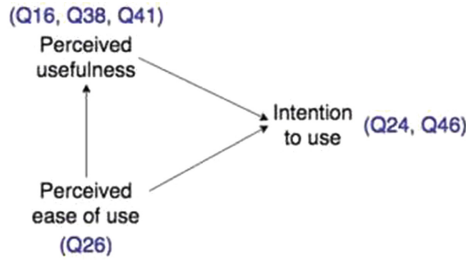 (Q16, Q38, Q41)
Perceived
usefulness
Intention
to use
(Q24, Q46)
Perceived
ease of use
(Q26)